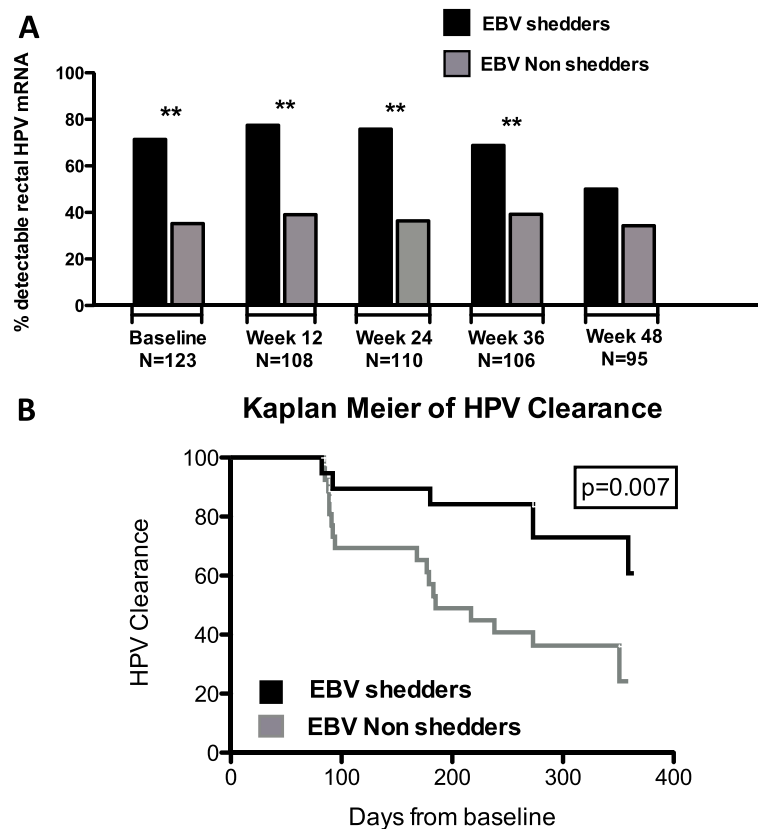 A
EBV shedders
EBV Non shedders
% detectable rectal HPV mRNA
100
80
60
40
20
0
**
**
**
**
Baseline
N=123
Week 12
N=108
Week 24
N=110
Week 36
N=106
Week 48
N=95
B
Kaplan Meier of HPV Clearance
p=0.007
HPV Clearance
100
80
60
40
20
0
EBV shedders
EBV Non shedders
0 100 200 300 400
Days from baseline